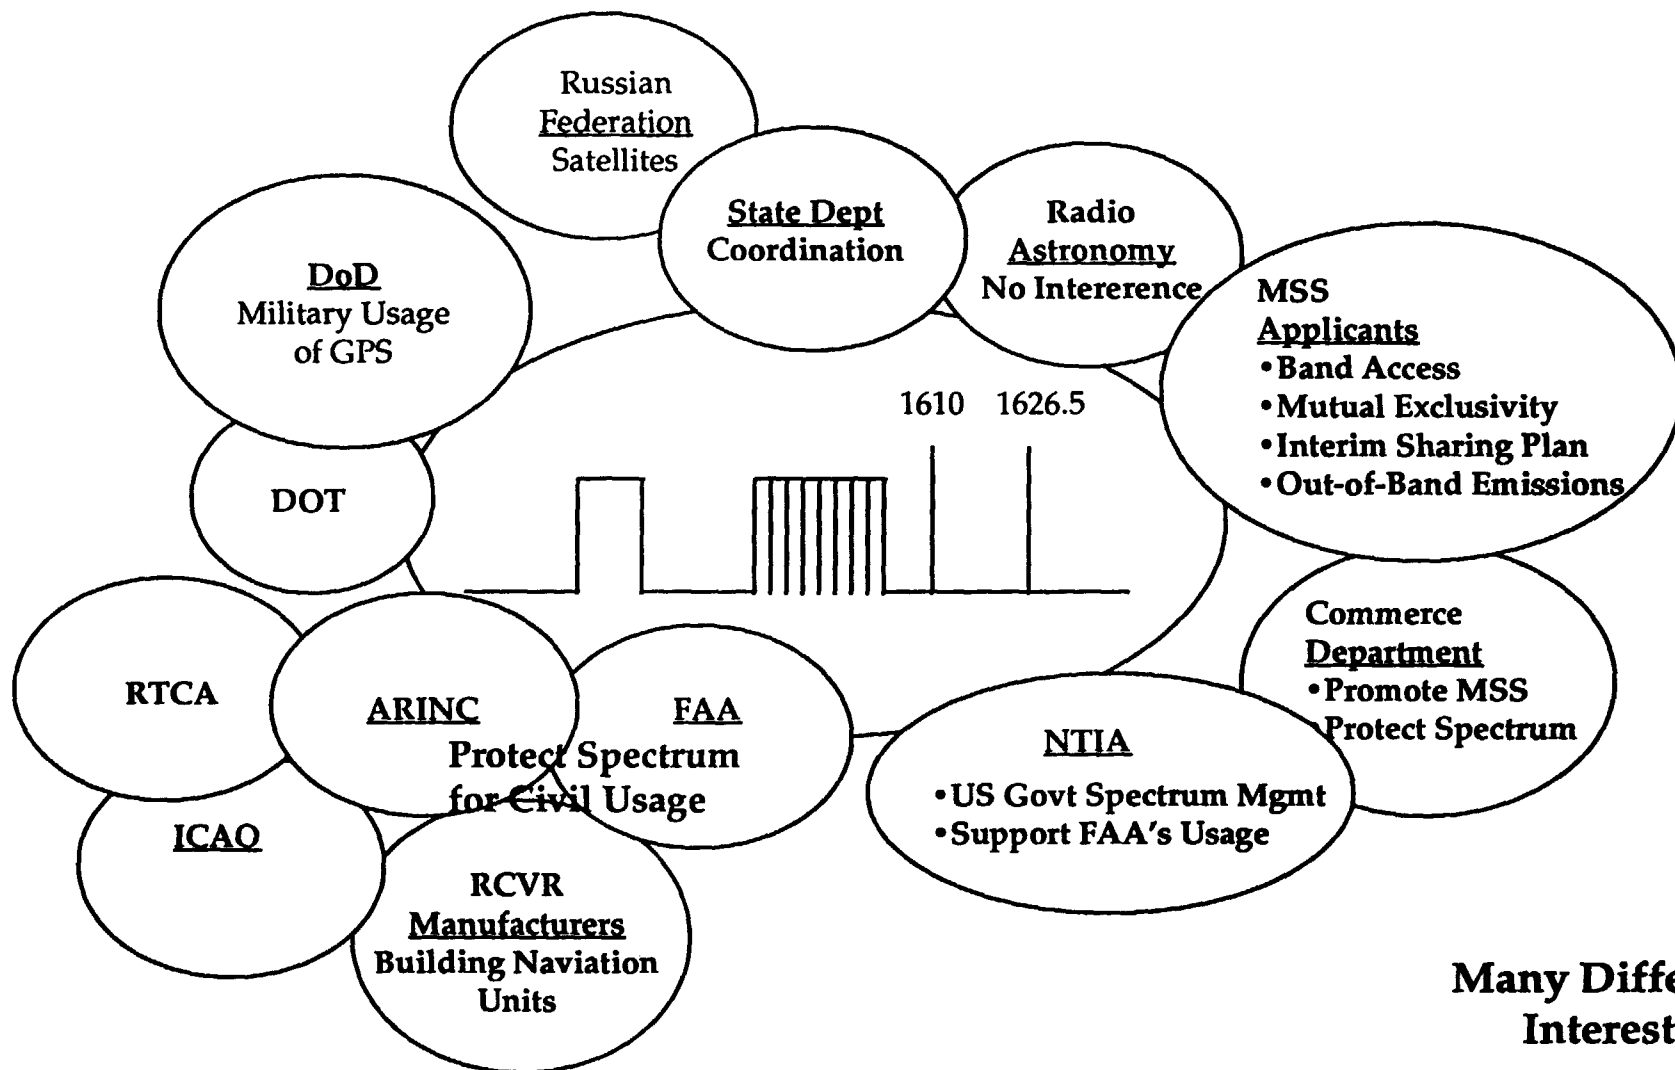 Russian
Federation
Satellites
State Dept
Coordination
Radio
Astronomy
No Intererence
DoD
Military Usage
of GPS
MSS
Applicants
•Band Access
•Mutual Exclusivity
•Interim Sharing Plan
•Out-of-Band Emissions
1610 1626.5
DOT
Commerce
Department
•Promote MSS
Protect Spectrum
RTCA
ARINC
FAA
Protect Spectrum
for Civil Usage
NTIA
•US Govt Spectrum Mgmt
•Support FAA's Usage
ICAO
RCVR
Manufacturers
Building Naviation
Units
Many Diffe
Interest